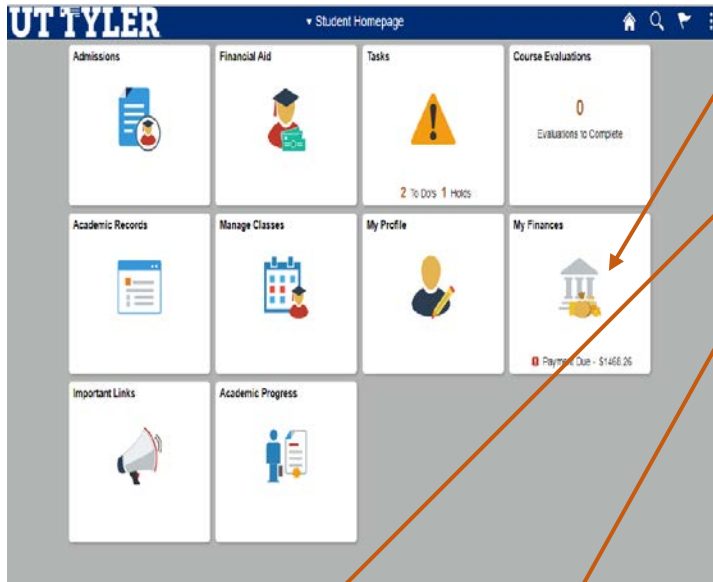 UT TYLER
▾ Student Homepage
Admissions
Financial Aid
Tasks
Course Evaluations
0
Evaluations to Complete
2 To Do's 1 Holds
Academic Records
Manage Classes
My Profile
My Finances
Payment Due - $1468.26
Important Links
Academic Progress